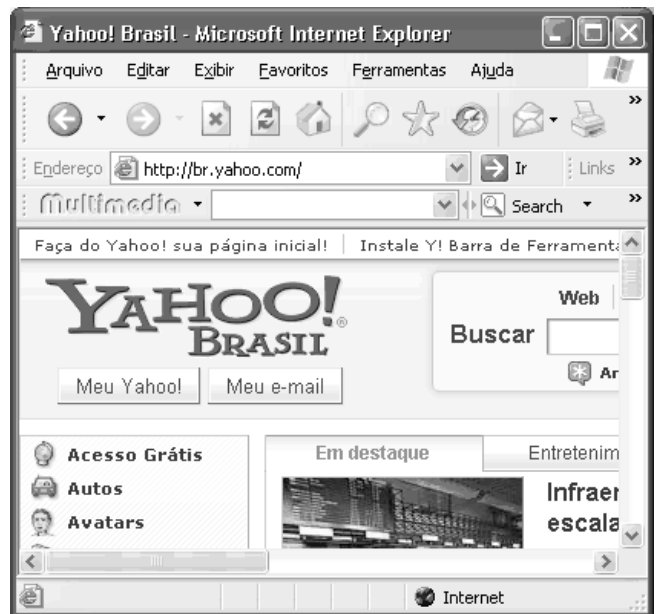 Yahoo! Brasil - Microsoft Internet Explorer
Arquivo Editar Exibir Favoritos Ferramentas Ajuda
Endereço http://br.yahoo.com/ Ir Links
Multimedia Search
Faça do Yahoo! sua página inicial! Instale Y! Barra de Ferramenta
YAHOO! ®
BRASIL
Web
Buscar
Meu Yahoo! Meu e-mail
Ar
Acesso Grátis
Autos
Avatars
Em destaque Entretenim
Infraer
escala
Internet